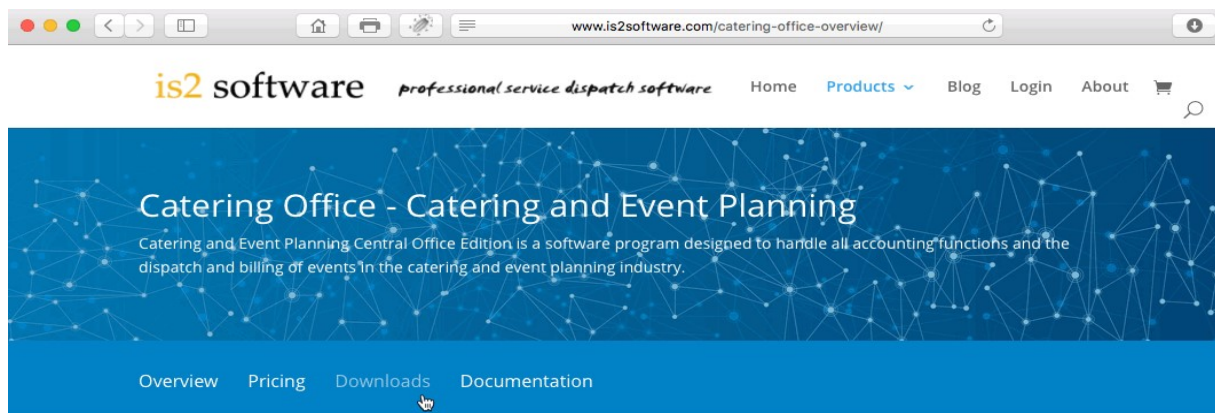 www.is2software.com/catering-office-overview/
is2 software professional service dispatch software Home Products Blog Login About
Catering Office - Catering and Event Planning
Catering and Event Planning Central Office Edition is a software program designed to handle all accounting functions and the
dispatch and billing of events in the catering and event planning industry.
Overview Pricing Downloads Documentation